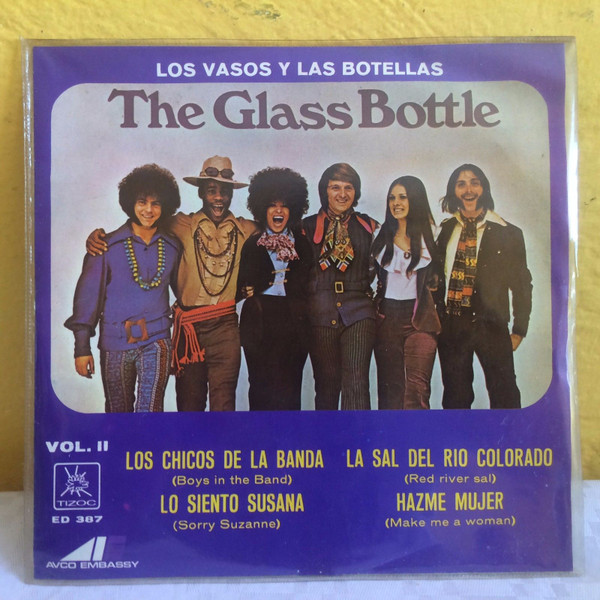 LOS VASOS Y LAS BOTELLAS
The Glass Bottle
VOL. II
TIZOC
ED 387
AVCO EMBASSY
LOS CHICOS DE LA BANDA
(Boys in the Band)
LO SIENTO SUSANA
(Sorry Suzanne)
LA SAL DEL RIO COLORADO
(Red river sal)
HAZME MUJER
(Make me a woman)